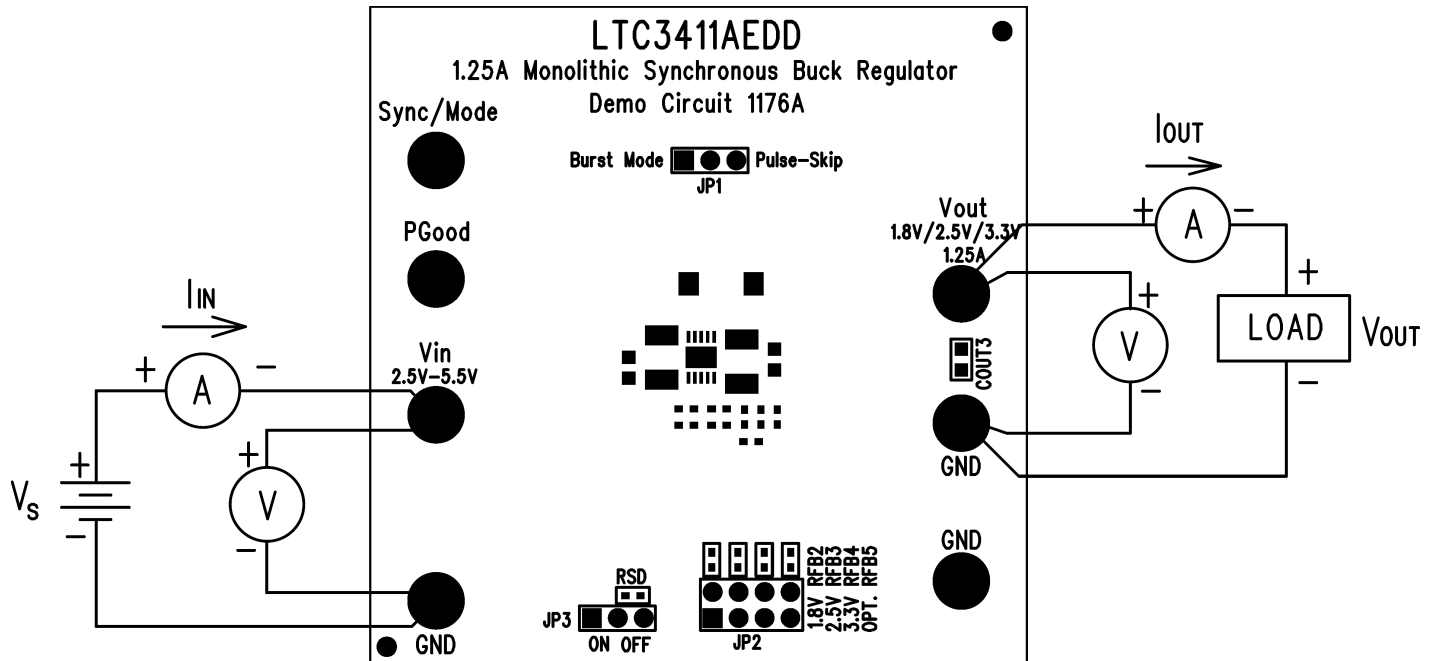 LTC3411AEDD
1.25A Monolithic Synchronous Buck Regulator
Demo Circuit 1176A
Sync/Mode
Burst Mode
Pulse-Skip
JP1
PGood
Vin
2.5V-5.5V
GND
Vout
1.8V/2.5V/3.3V
1.25A
COUT3
GND
GND
RSD
JP3
ON OFF
JP2
1.8V RFB2
2.5V RFB3
3.3V RFB4
OPT. RFB5
IIN
+ A -
+ V -
VS
+
-
IOUT
+ A -
+ V -
+
LOAD
-
VOUT